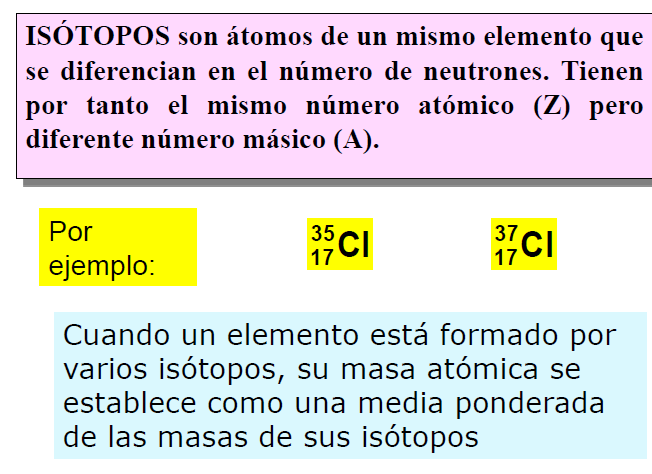 ISÓTOPOS son átomos de un mismo elemento que
se diferencian en el número de neutrones. Tienen
por tanto el mismo número atómico (Z) pero
diferente número másico (A).
Por
ejemplo:
35
17 Cl
37
17 Cl
Cuando un elemento está formado por
varios isótopos, su masa atómica se
establece como una media ponderada
de las masas de sus isótopos